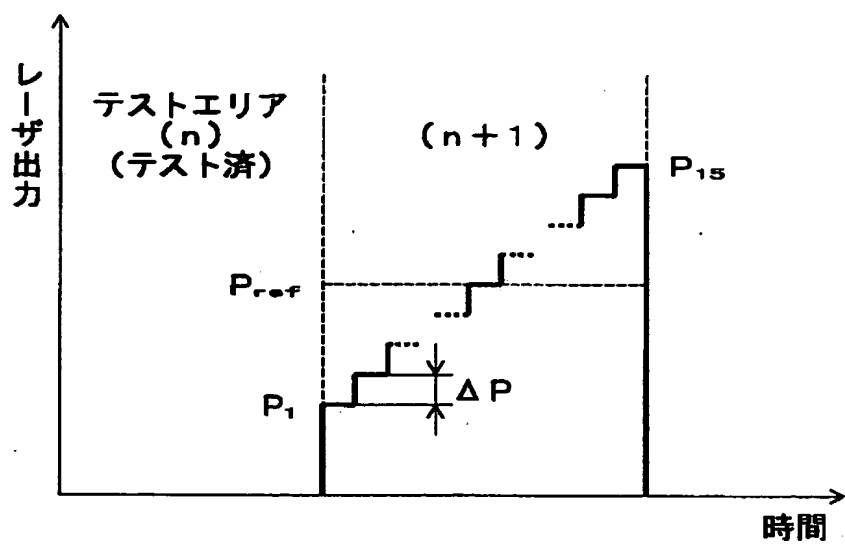 レーザ出力
テストエリア
(n)
(テスト済)
(n+1)
P15
Pref
ΔP
P1
時間